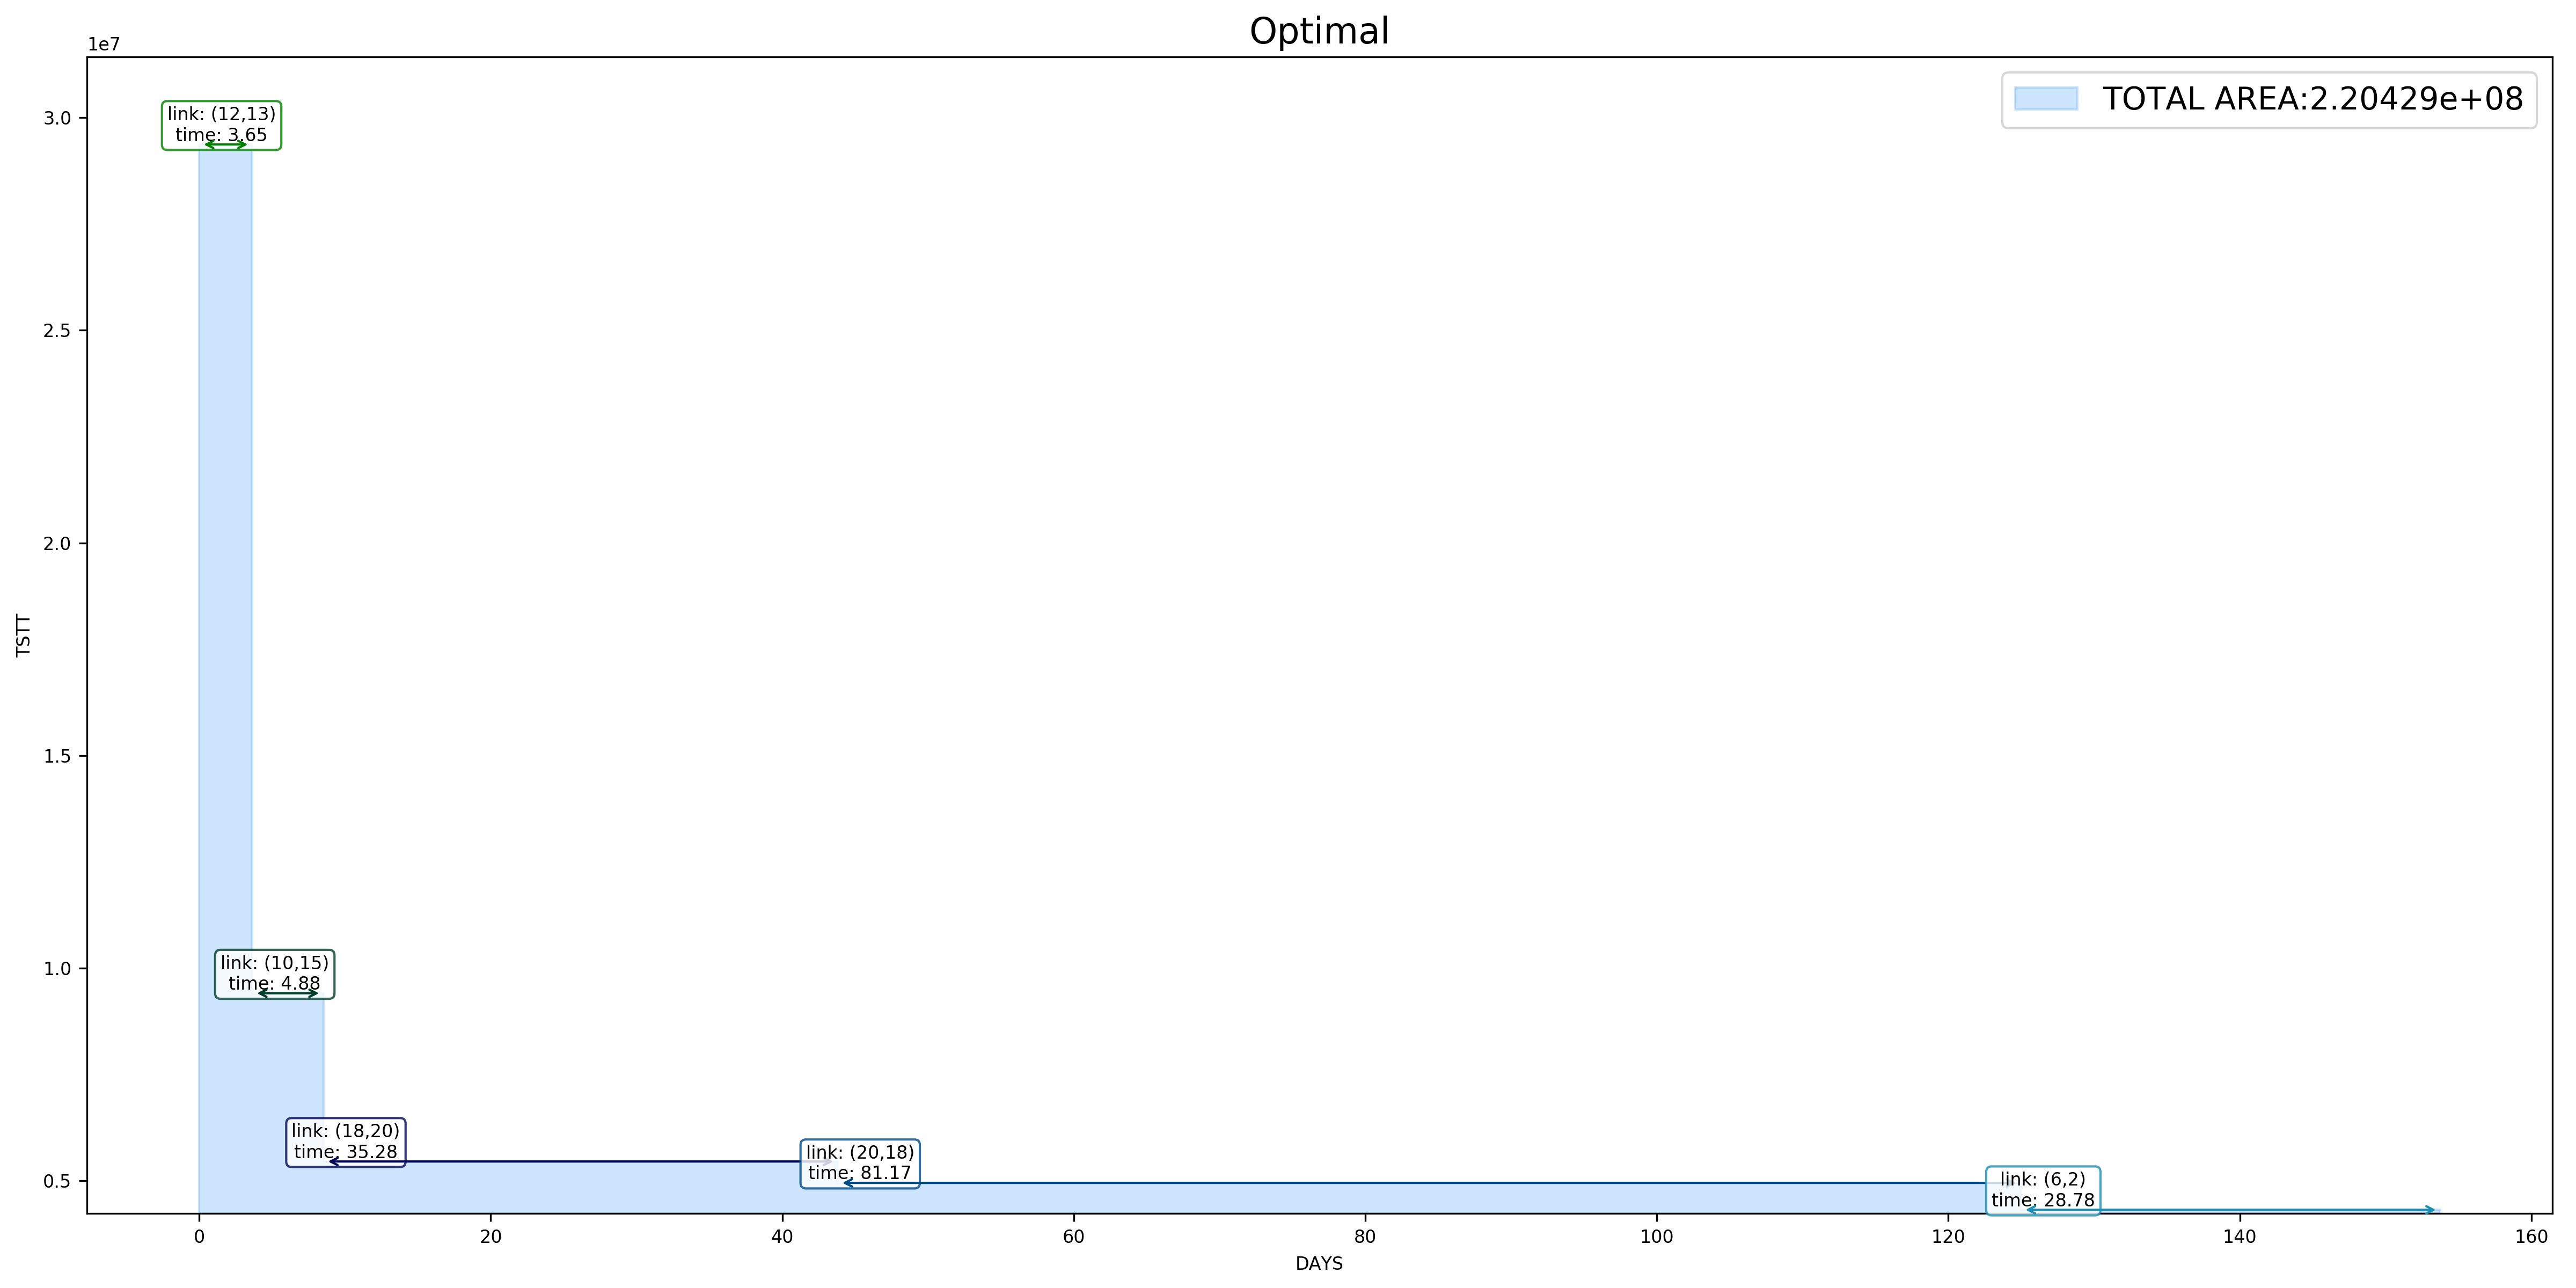 Optimal
1e7
TOTAL AREA:2.20429e+08
3.0
2.5
2.0
1.5
1.0
0.5
TSTT
link: (12,13)
time: 3.65
link: (10,15)
time: 4.88
link: (18,20)
time: 35.28
link: (20,18)
time: 81.17
link: (6,2)
time: 28.78
0 20 40 60 80 100 120 140 160
DAYS